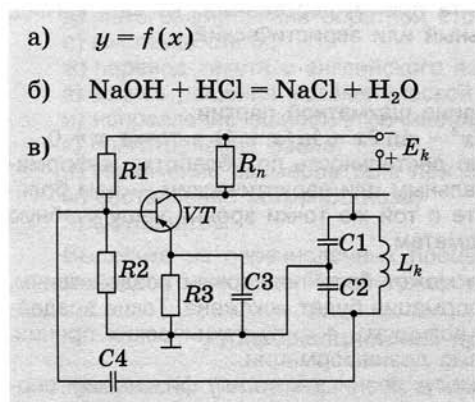 а) y = f(x)
б) NaOH + HCl = NaCl + H₂O
в)
R1
Rₙ
Eₖ
+
VT
C1
Lₖ
R2
R3
C3
C2
C4